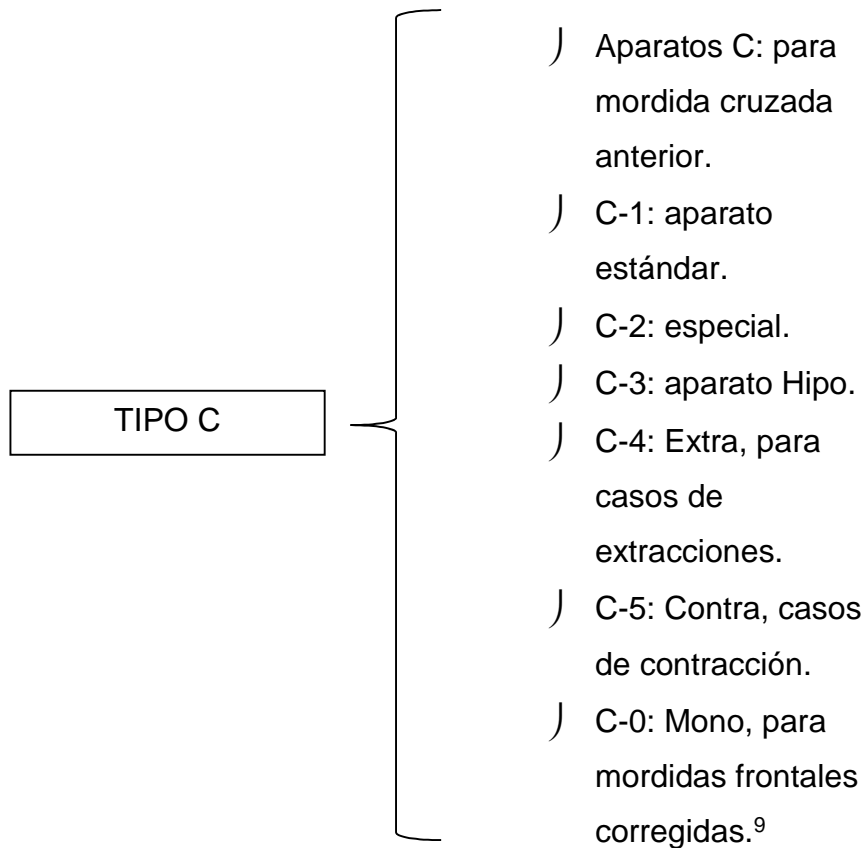 TIPO C
Aparatos C: para
mordida cruzada
anterior.
C-1: aparato
estándar.
C-2: especial.
C-3: aparato Hipo.
C-4: Extra, para
casos de
extracciones.
C-5: Contra, casos
de contracción.
C-0: Mono, para
mordidas frontales
corregidas.⁹